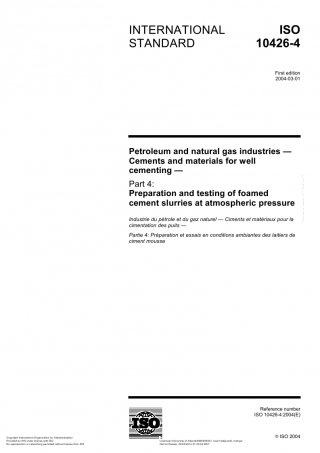 INTERNATIONAL
STANDARD
ISO
10426-4
First edition
2004-03-01
Petroleum and natural gas industries —
Cements and materials for well
cementing —
Part 4:
Preparation and testing of foamed
cement slurries at atmospheric pressure
Industrie du pétrole et du gaz naturel — Ciments et matériaux pour la
cimentation des puits —
Partie 4: Préparation et essais en conditions ambiantes des laitiers de
ciment mousse
Reference number
ISO 10426-4:2004(E)
ISO
© ISO 2004